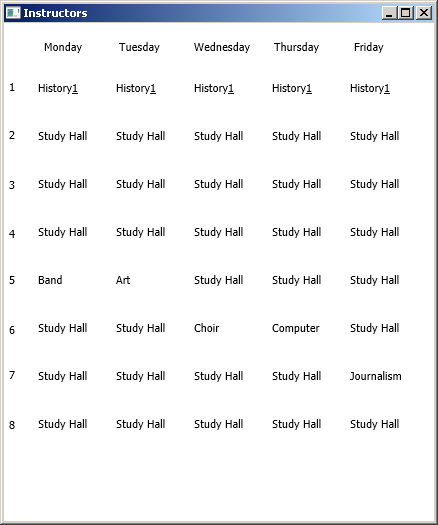 Instructors
Monday Tuesday Wednesday Thursday Friday
1 History1 History1 History1 History1 History1
2 Study Hall Study Hall Study Hall Study Hall Study Hall
3 Study Hall Study Hall Study Hall Study Hall Study Hall
4 Study Hall Study Hall Study Hall Study Hall Study Hall
5 Band Art Study Hall Study Hall Study Hall
6 Study Hall Study Hall Choir Computer Study Hall
7 Study Hall Study Hall Study Hall Study Hall Journalism
8 Study Hall Study Hall Study Hall Study Hall Study Hall